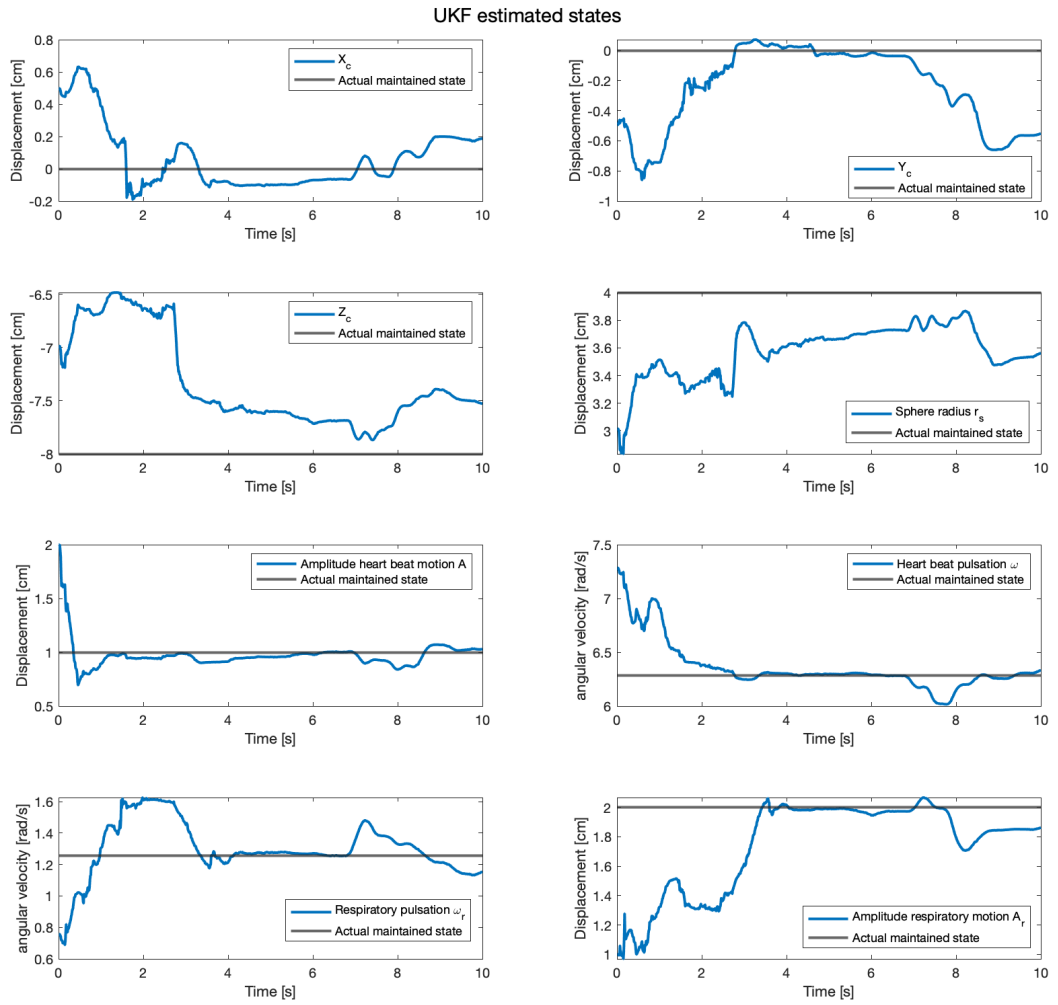 UKF estimated states
0.8
0.6
0.4
0.2
0
-0.2
Displacement [cm]
X_c
Actual maintained state
0 2 4 6 8 10
Time [s]
0
-0.2
-0.4
-0.6
-0.8
-1
Displacement [cm]
Y_c
Actual maintained state
0 2 4 6 8 10
Time [s]
-6.5
-7
-7.5
-8
Displacement [cm]
Z_c
Actual maintained state
0 2 4 6 8 10
Time [s]
4
3.8
3.6
3.4
3.2
3
Displacement [cm]
Sphere radius r_s
Actual maintained state
0 2 4 6 8 10
Time [s]
2
1.5
1
0.5
Displacement [cm]
Amplitude heart beat motion A
Actual maintained state
0 2 4 6 8 10
Time [s]
7.5
7
6.5
6
angular velocity [rad/s]
Heart beat pulsation ω
Actual maintained state
0 2 4 6 8 10
Time [s]
1.6
1.4
1.2
1
0.8
0.6
angular velocity [rad/s]
Respiratory pulsation ω_r
Actual maintained state
0 2 4 6 8 10
Time [s]
2
1.8
1.6
1.4
1.2
1
Displacement [cm]
Amplitude respiratory motion A_r
Actual maintained state
0 2 4 6 8 10
Time [s]